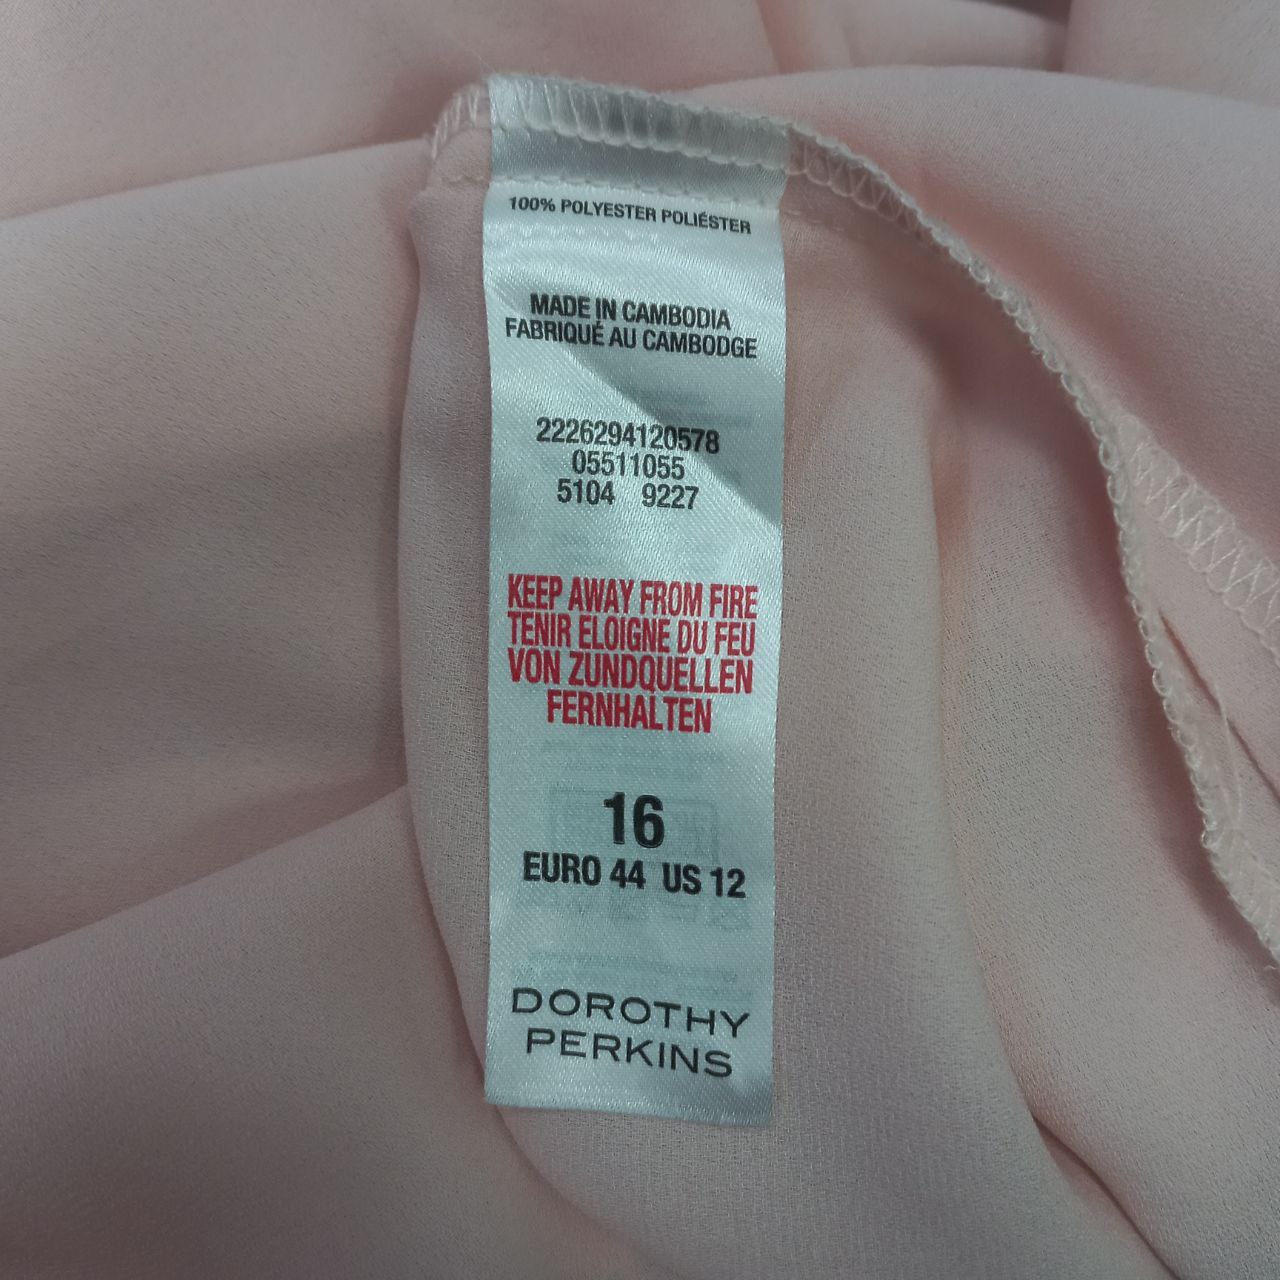 100% POLYESTER POLIÉSTER
MADE IN CAMBODIA
FABRIQUÉ AU CAMBODGE
2226294120578
05511055
5104 9227
KEEP AWAY FROM FIRE
TENIR ELOIGNE DU FEU
VON ZUNDQUELLEN
FERNHALTEN
16
EURO 44 US 12
DOROTHY
PERKINS